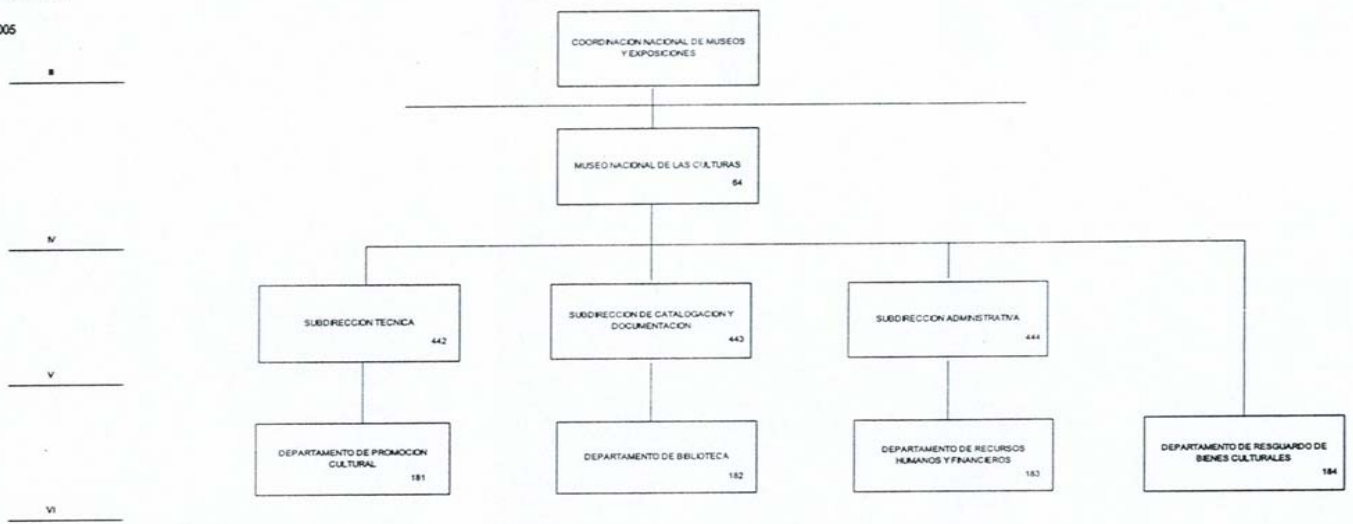 005
COORDINACION NACIONAL DE MUSEOS
Y EXPOSICIONES
III
MUSEO NACIONAL DE LAS CULTURAS
64
IV
SUBDIRECCION TECNICA
442
SUBDIRECCION DE CATALOGACION Y
DOCUMENTACION
443
SUBDIRECCION ADMINISTRATIVA
444
V
DEPARTAMENTO DE PROMOCION
CULTURAL
181
DEPARTAMENTO DE BIBLIOTECA
182
DEPARTAMENTO DE RECURSOS
HUMANOS Y FINANCIEROS
183
DEPARTAMENTO DE RESGUARDO DE
BIENES CULTURALES
184
VI